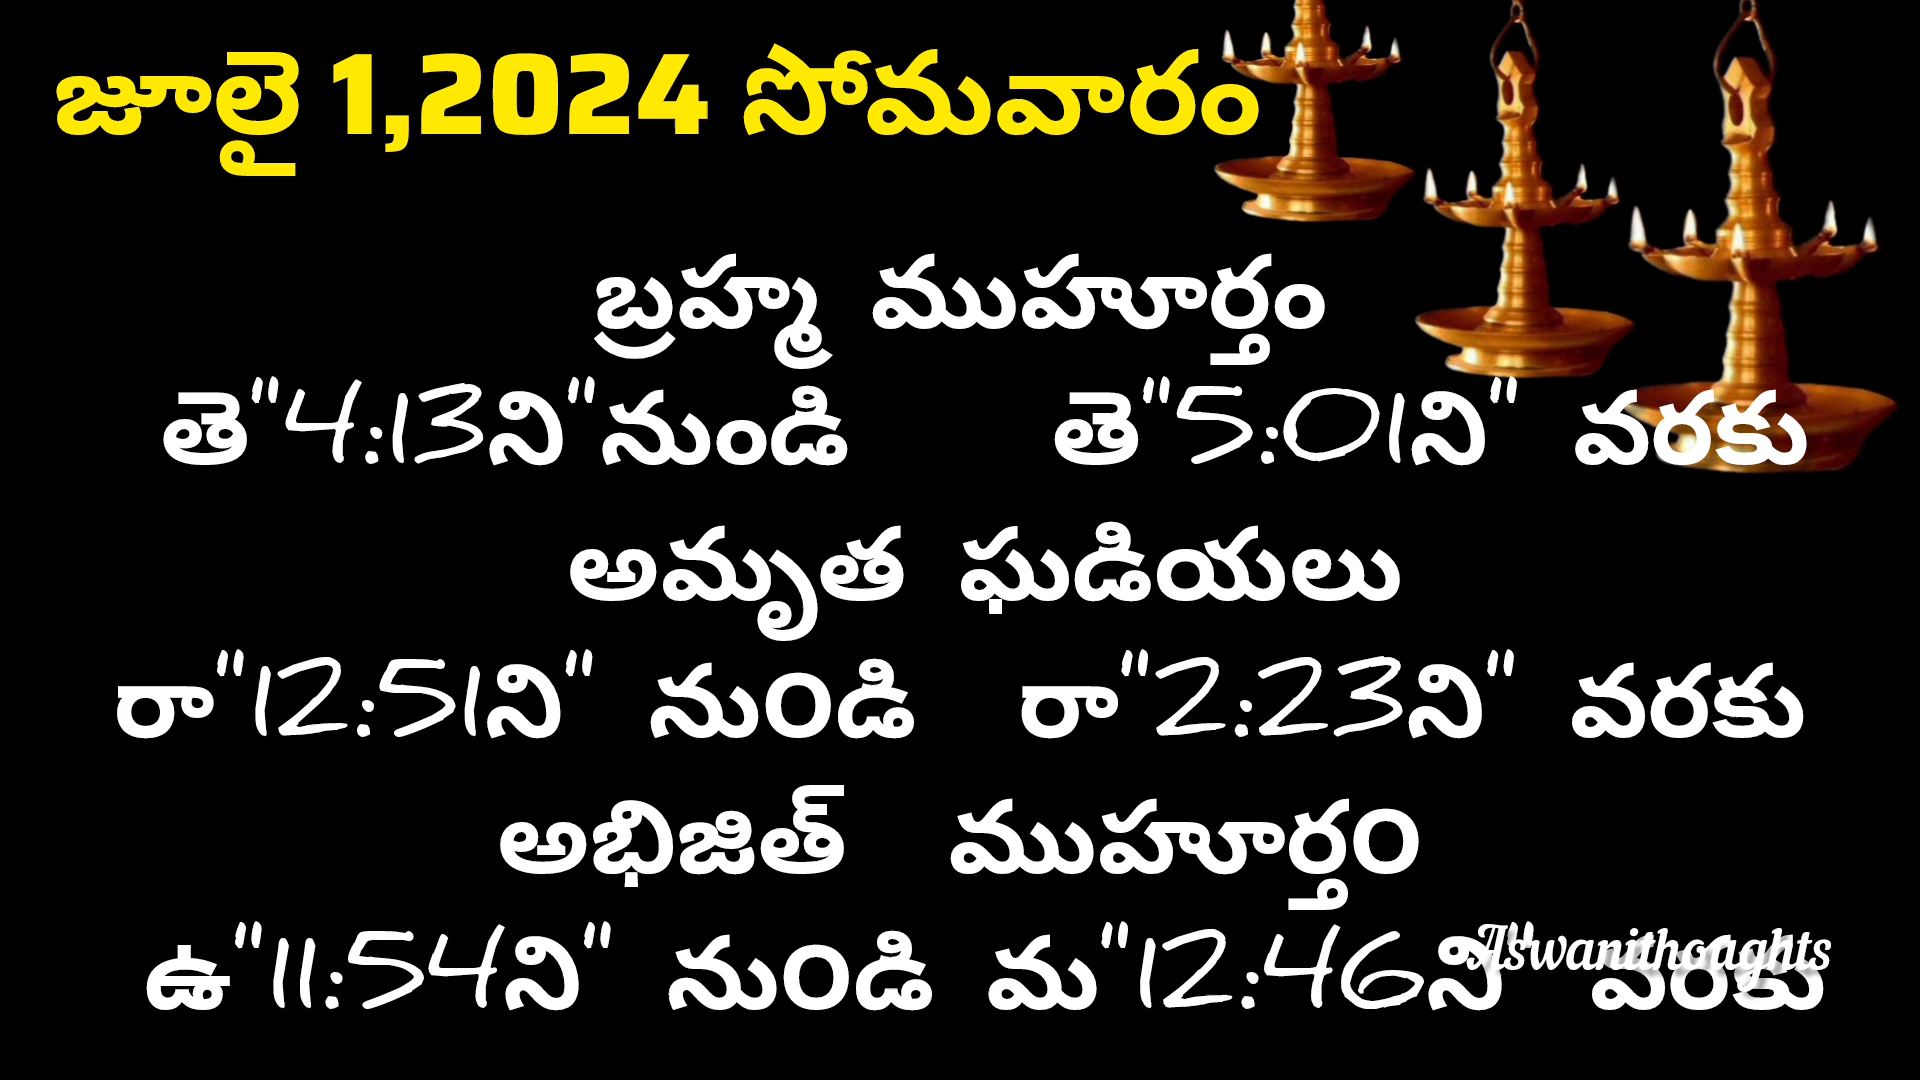 జూలై 1,2024 సోమవారం
బ్రహ్మ ముహూర్తం
తె"4:13ని"నుండి తె"5:01ని" వరకు
అమృత ఘడియలు
రా"12:51ని" నుండి రా"2:23ని" వరకు
అభిజిత్ ముహూర్తం
ఉ"11:54ని" నుండి మ"12:46ని" వరకు
Aswanithoughts